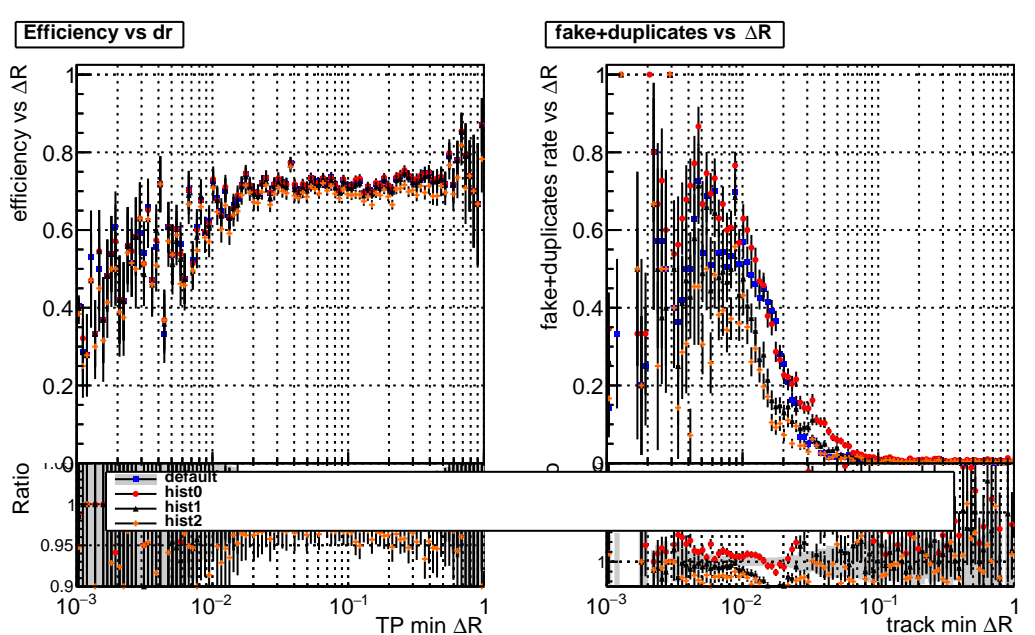 Efficiency vs dr
fake+duplicates vs ΔR
efficiency vs ΔR
1
0.8
0.6
0.4
0.2
0
fake+duplicates rate vs ΔR
1
0.8
0.6
0.4
0.2
0
Ratio
1
0.95
0.9
default
hist0
hist1
hist2
1
10⁻³
10⁻²
10⁻¹
1
TP min ΔR
10⁻³
10⁻²
10⁻¹
1
track min ΔR